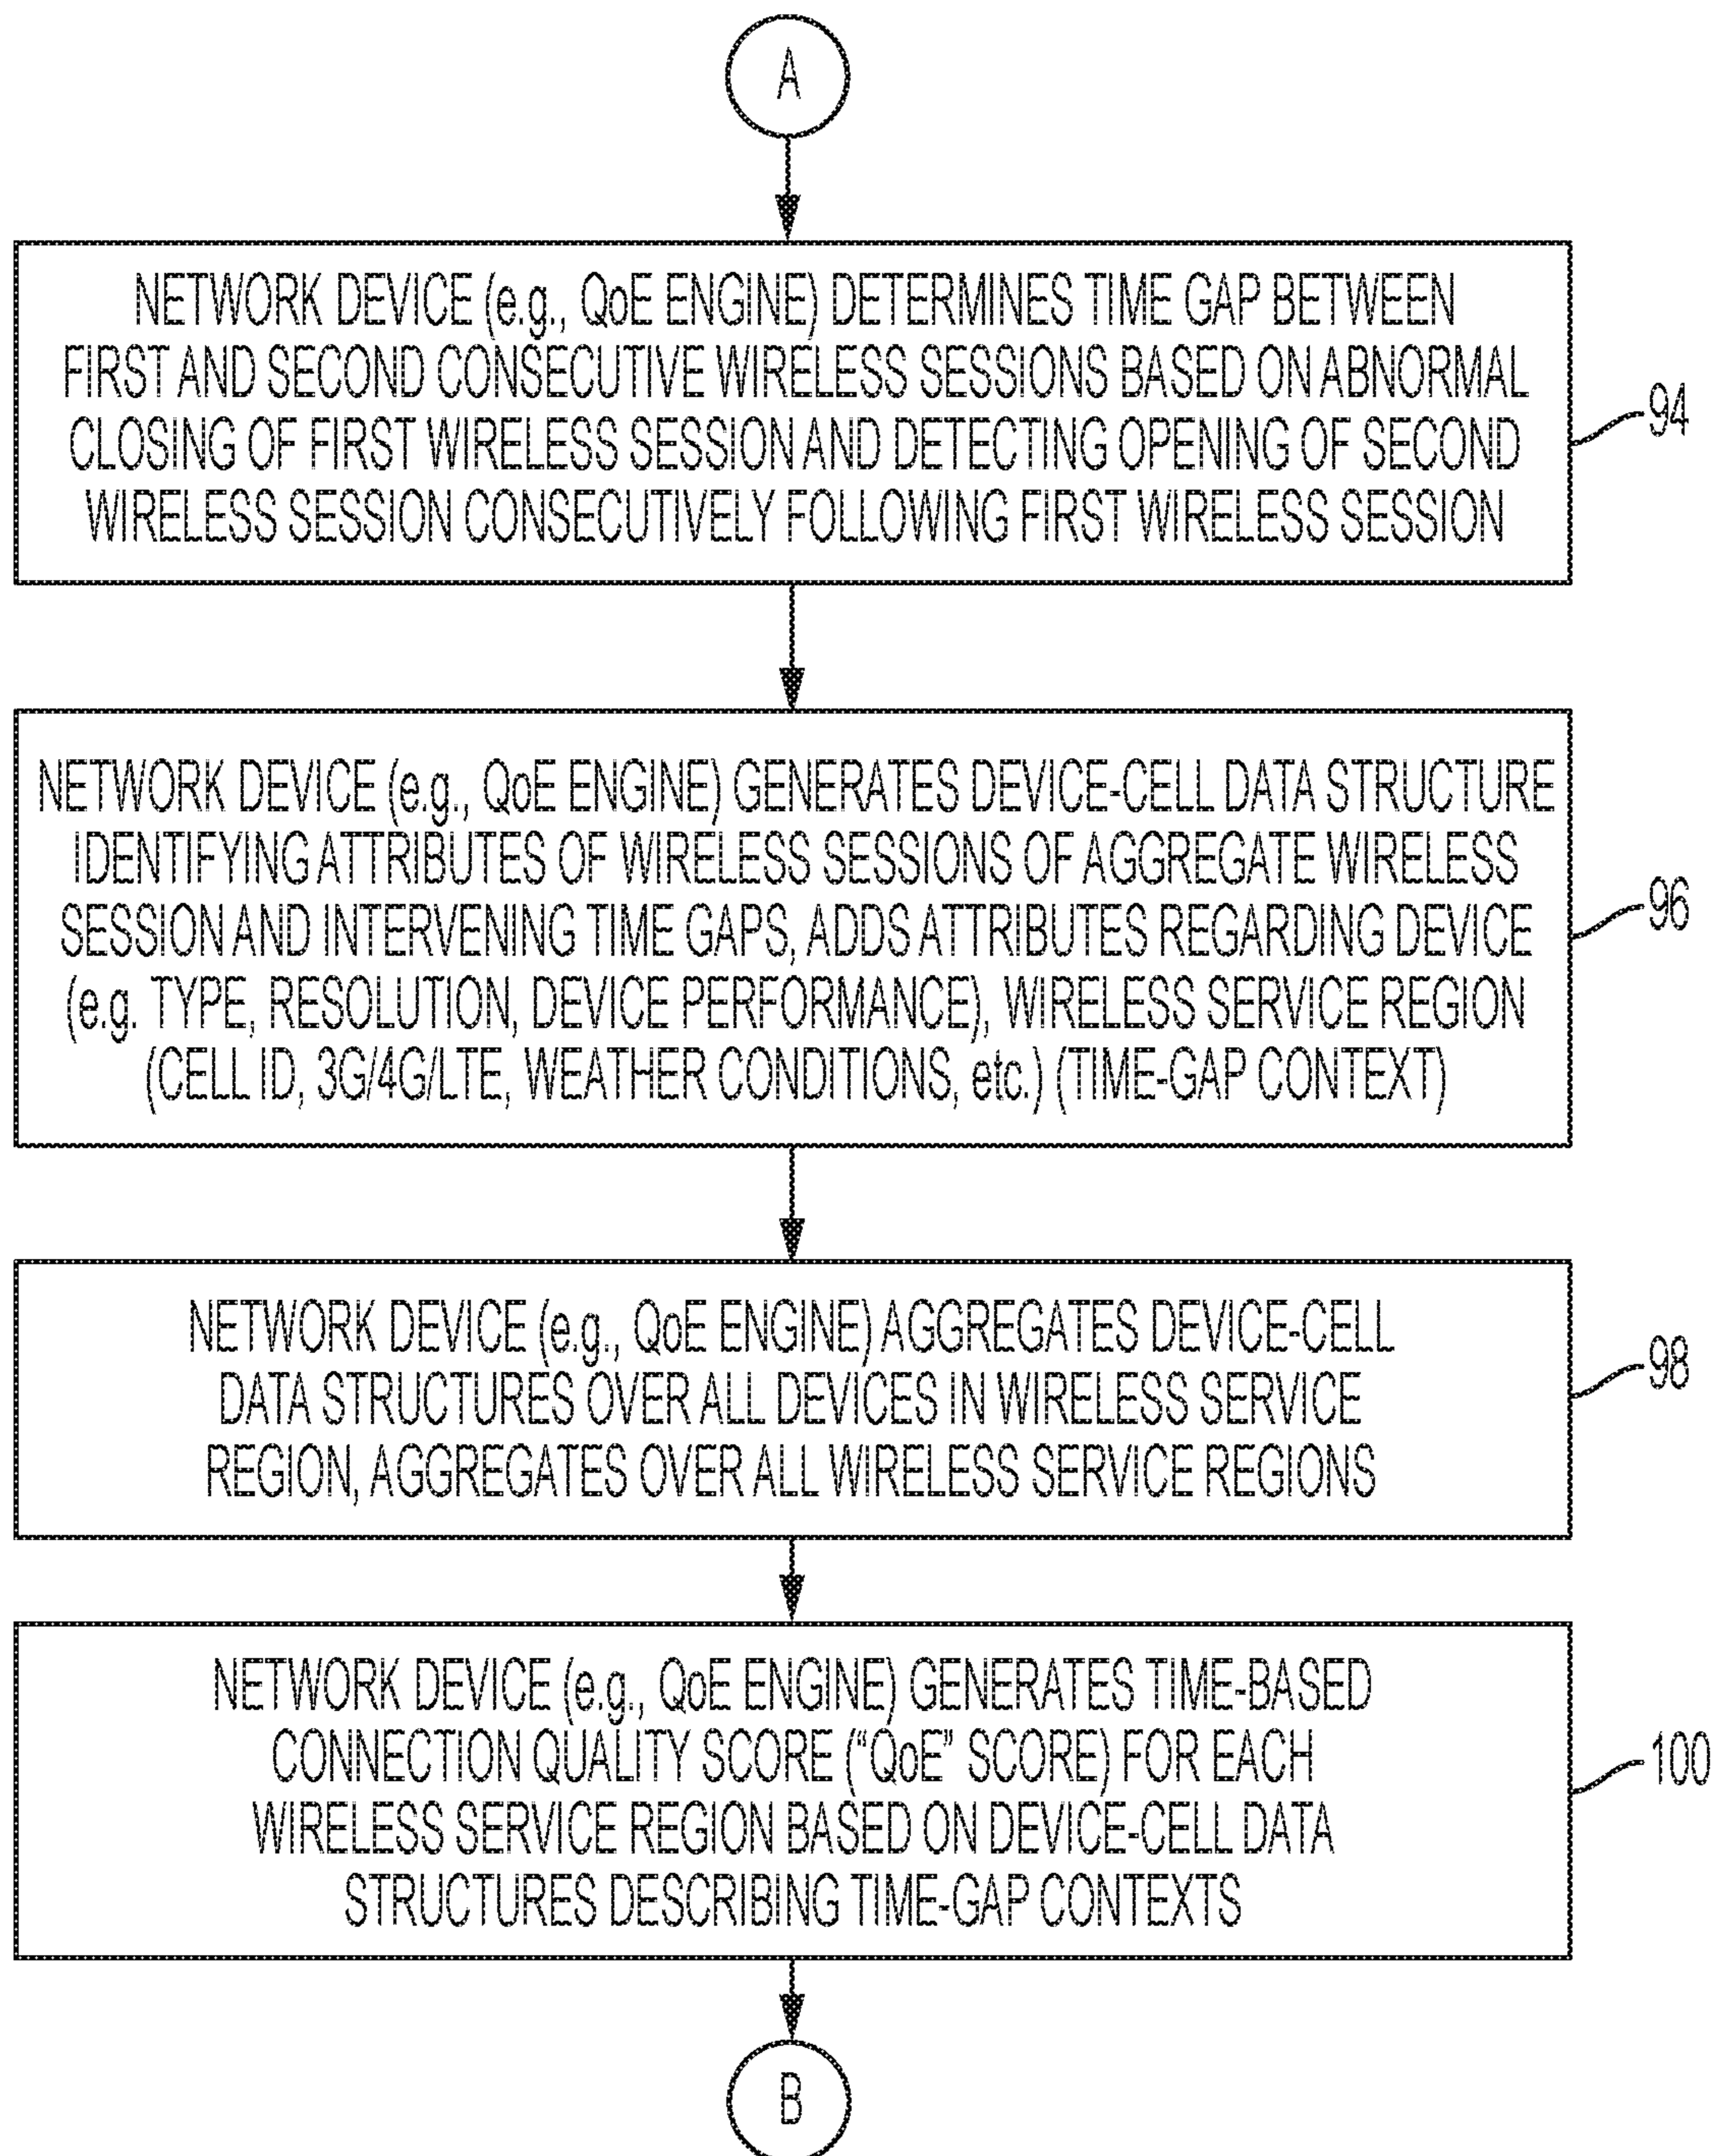 A
NETWORK DEVICE (e.g., QoE ENGINE) DETERMINES TIME GAP BETWEEN
FIRST AND SECOND CONSECUTIVE WIRELESS SESSIONS BASED ON ABNORMAL
CLOSING OF FIRST WIRELESS SESSION AND DETECTING OPENING OF SECOND
WIRELESS SESSION CONSECUTIVELY FOLLOWING FIRST WIRELESS SESSION
94
NETWORK DEVICE (e.g., QoE ENGINE) GENERATES DEVICE-CELL DATA STRUCTURE
IDENTIFYING ATTRIBUTES OF WIRELESS SESSIONS OF AGGREGATE WIRELESS
SESSION AND INTERVENING TIME GAPS, ADDS ATTRIBUTES REGARDING DEVICE
(e.g. TYPE, RESOLUTION, DEVICE PERFORMANCE), WIRELESS SERVICE REGION
(CELL ID, 3G/4G/LTE, WEATHER CONDITIONS, etc.) (TIME-GAP CONTEXT)
96
NETWORK DEVICE (e.g., QoE ENGINE) AGGREGATES DEVICE-CELL
DATA STRUCTURES OVER ALL DEVICES IN WIRELESS SERVICE
REGION, AGGREGATES OVER ALL WIRELESS SERVICE REGIONS
98
NETWORK DEVICE (e.g., QoE ENGINE) GENERATES TIME-BASED
CONNECTION QUALITY SCORE (“QoE” SCORE) FOR EACH
WIRELESS SERVICE REGION BASED ON DEVICE-CELL DATA
STRUCTURES DESCRIBING TIME-GAP CONTEXTS
100
B